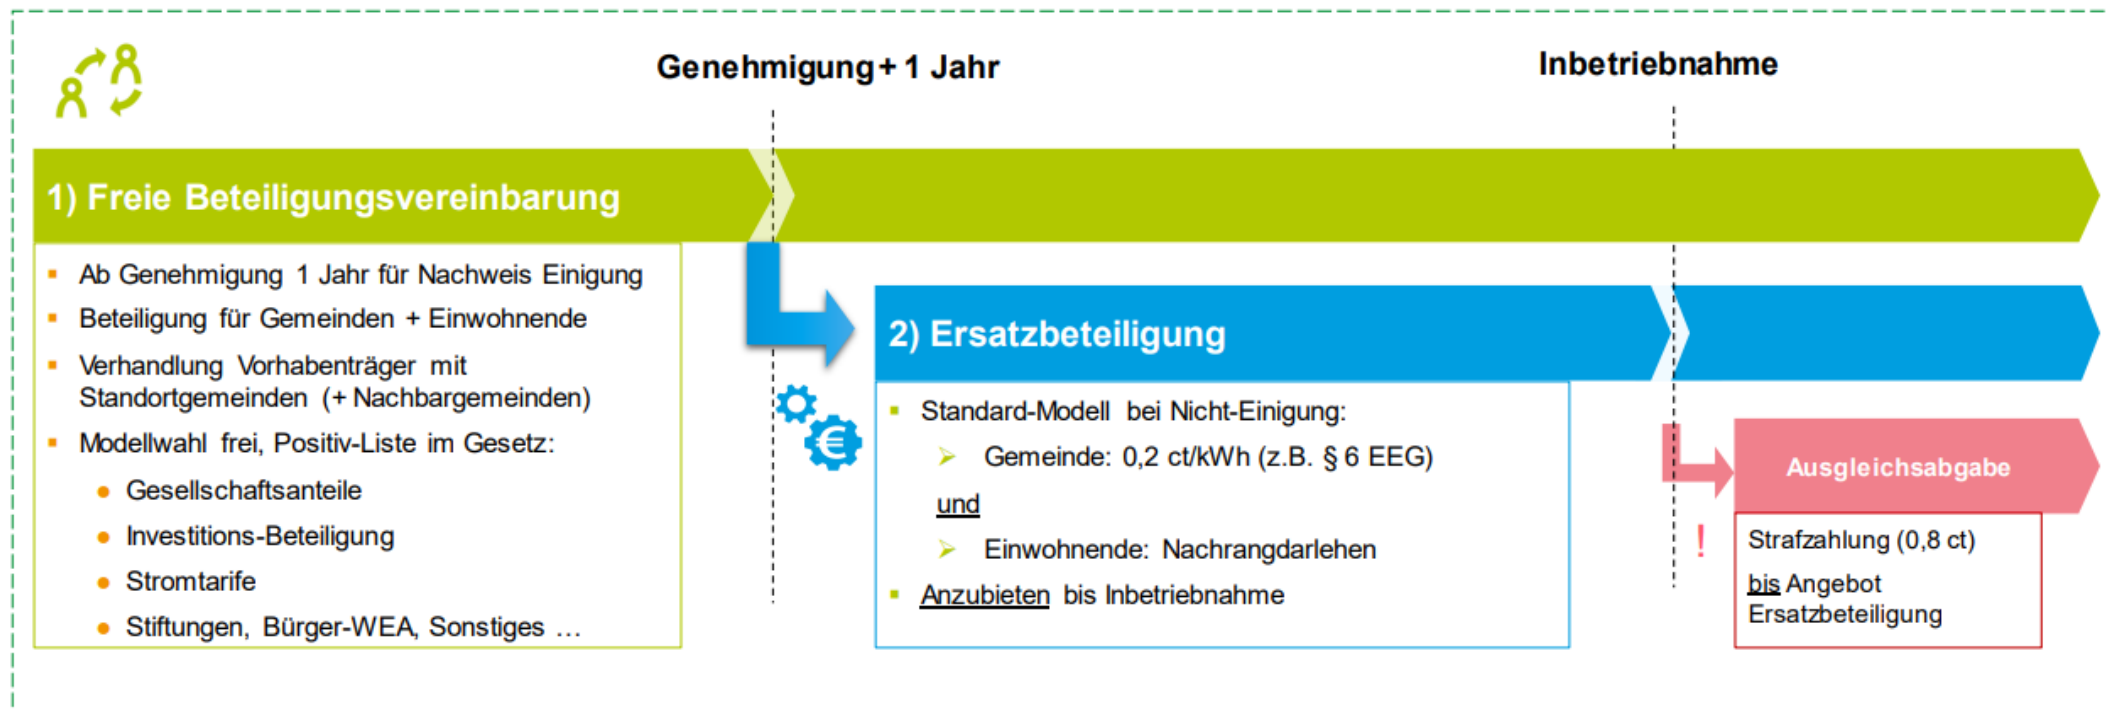 Genehmigung + 1 Jahr
Inbetriebnahme
1) Freie Beteiligungsvereinbarung
Ab Genehmigung 1 Jahr für Nachweis Einigung
Beteiligung für Gemeinden + Einwohnende
Verhandlung Vorhabenträger mit
Standortgemeinden (+ Nachbargemeinden)
Modellwahl frei, Positiv-Liste im Gesetz:
Gesellschaftsanteile
Investitions-Beteiligung
Stromtarife
Stiftungen, Bürger-WEA, Sonstiges …
2) Ersatzbeteiligung
€
Standard-Modell bei Nicht-Einigung:
Gemeinde: 0,2 ct/kWh (z.B. § 6 EEG)
und
Einwohnende: Nachrangdarlehen
Anzubieten bis Inbetriebnahme
Ausgleichsabgabe
!
Strafzahlung (0,8 ct)
bis Angebot
Ersatzbeteiligung